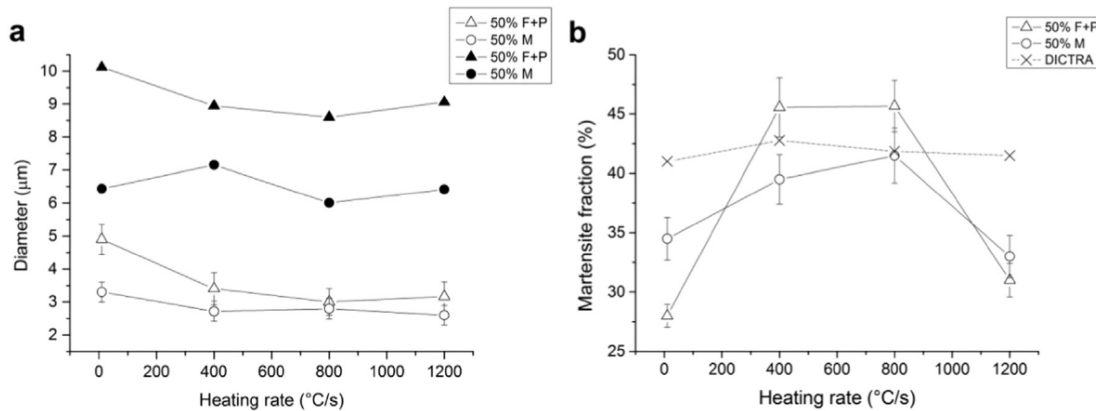 a
50% F+P
50% M
50% F+P
50% M
10
9
8
7
6
5
4
3
2
Diameter (μm)
0 200 400 600 800 1000 1200
Heating rate (°C/s)
b
50% F+P
50% M
DICTRA
50
45
40
35
30
25
Martensite fraction (%)
0 200 400 600 800 1000 1200
Heating rate (°C/s)